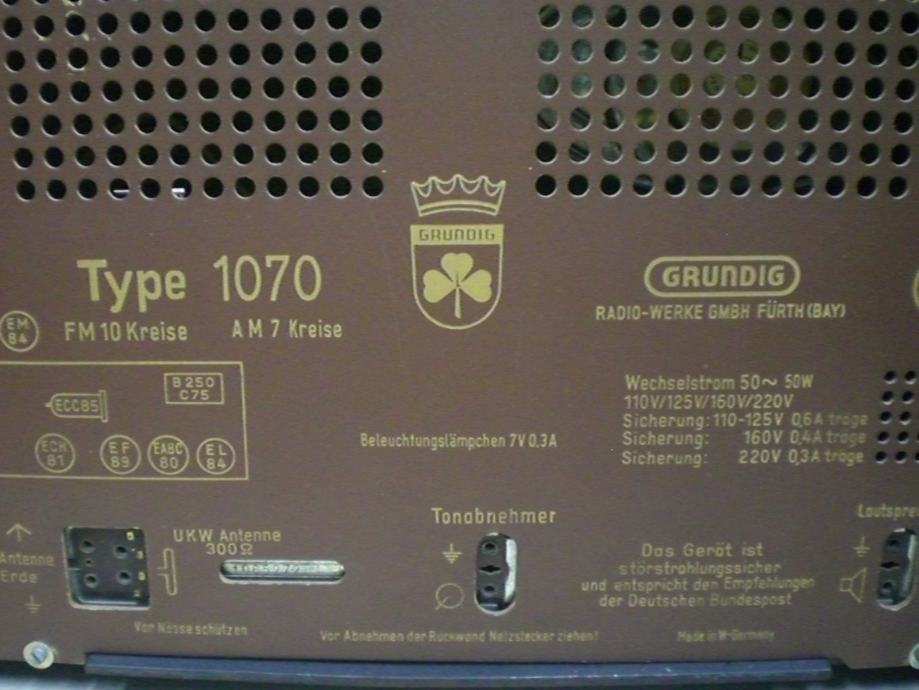 GRUNDIG
Type 1070
GRUNDIG
RADIO-WERKE GMBH FÜRTH (BAY)
EM
84
FM 10 Kreise AM 7 Kreise
B 250
C75
ECC85
ECH
81
EF
89
EABC
80
EL
84
Beleuchtungslämpchen 7V 0,3A
Wechselstrom 50~ 50W
110V/125V/160V/220V
Sicherung: 110-125V 0,6A träge
Sicherung: 160V 0,4A träge
Sicherung: 220V 0,3A träge
Antenne
Erde
UKW Antenne
300Ω
Tonabnehmer
Das Gerät ist
störstrahlungssicher
und entspricht den Empfehlungen
der Deutschen Bundespost
Lautspre
Vor Nässe schützen
Vor Abnehmen der Rückwand Netzstecker ziehen!
Made in W-Germany